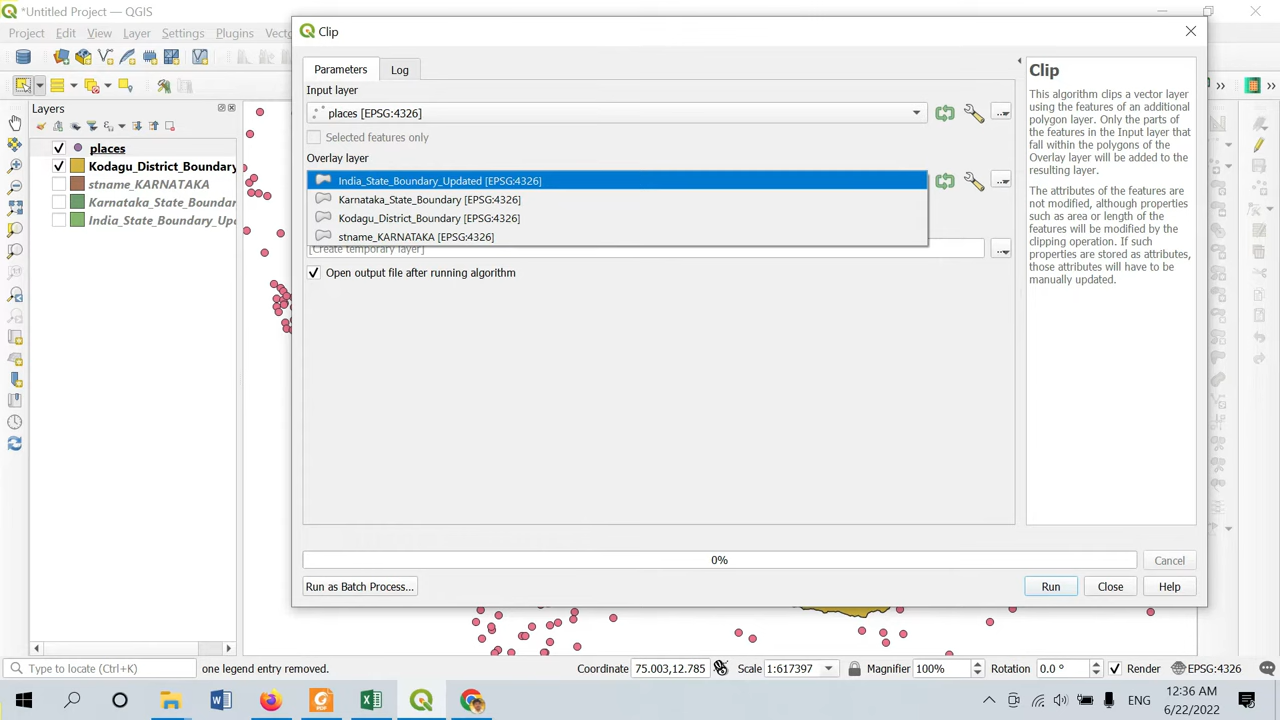 *Untitled Project — QGIS
Project Edit View Layer Settings Plugins Vect
Clip
Parameters Log
Input layer
places [EPSG:4326]
Selected features only
Overlay layer
India_State_Boundary_Updated [EPSG:4326]
Karnataka_State_Boundary [EPSG:4326]
Kodagu_District_Boundary [EPSG:4326]
stname_KARNATAKA [EPSG:4326]
[Create temporary layer]
Open output file after running algorithm
0%
Cancel
Run as Batch Process...
Run Close Help
Clip
This algorithm clips a vector layer
using the features of an additional
polygon layer. Only the parts of
the features in the Input layer that
fall within the polygons of the
Overlay layer will be added to the
resulting layer.
The attributes of the features are
not modified, although properties
such as area or length of the
features will be modified by the
clipping operation. If such
properties are stored as attributes,
those attributes will have to be
manually updated.
Layers
places
Kodagu_District_Boundary
stname_KARNATAKA
Karnataka_State_Boundar
India_State_Boundary_Upd
Type to locate (Ctrl+K) one legend entry removed. Coordinate 75.003,12.785 Scale 1:617397 Magnifier 100% Rotation 0.0 ° Render EPSG:4326
ENG
12:36 AM
6/22/2022